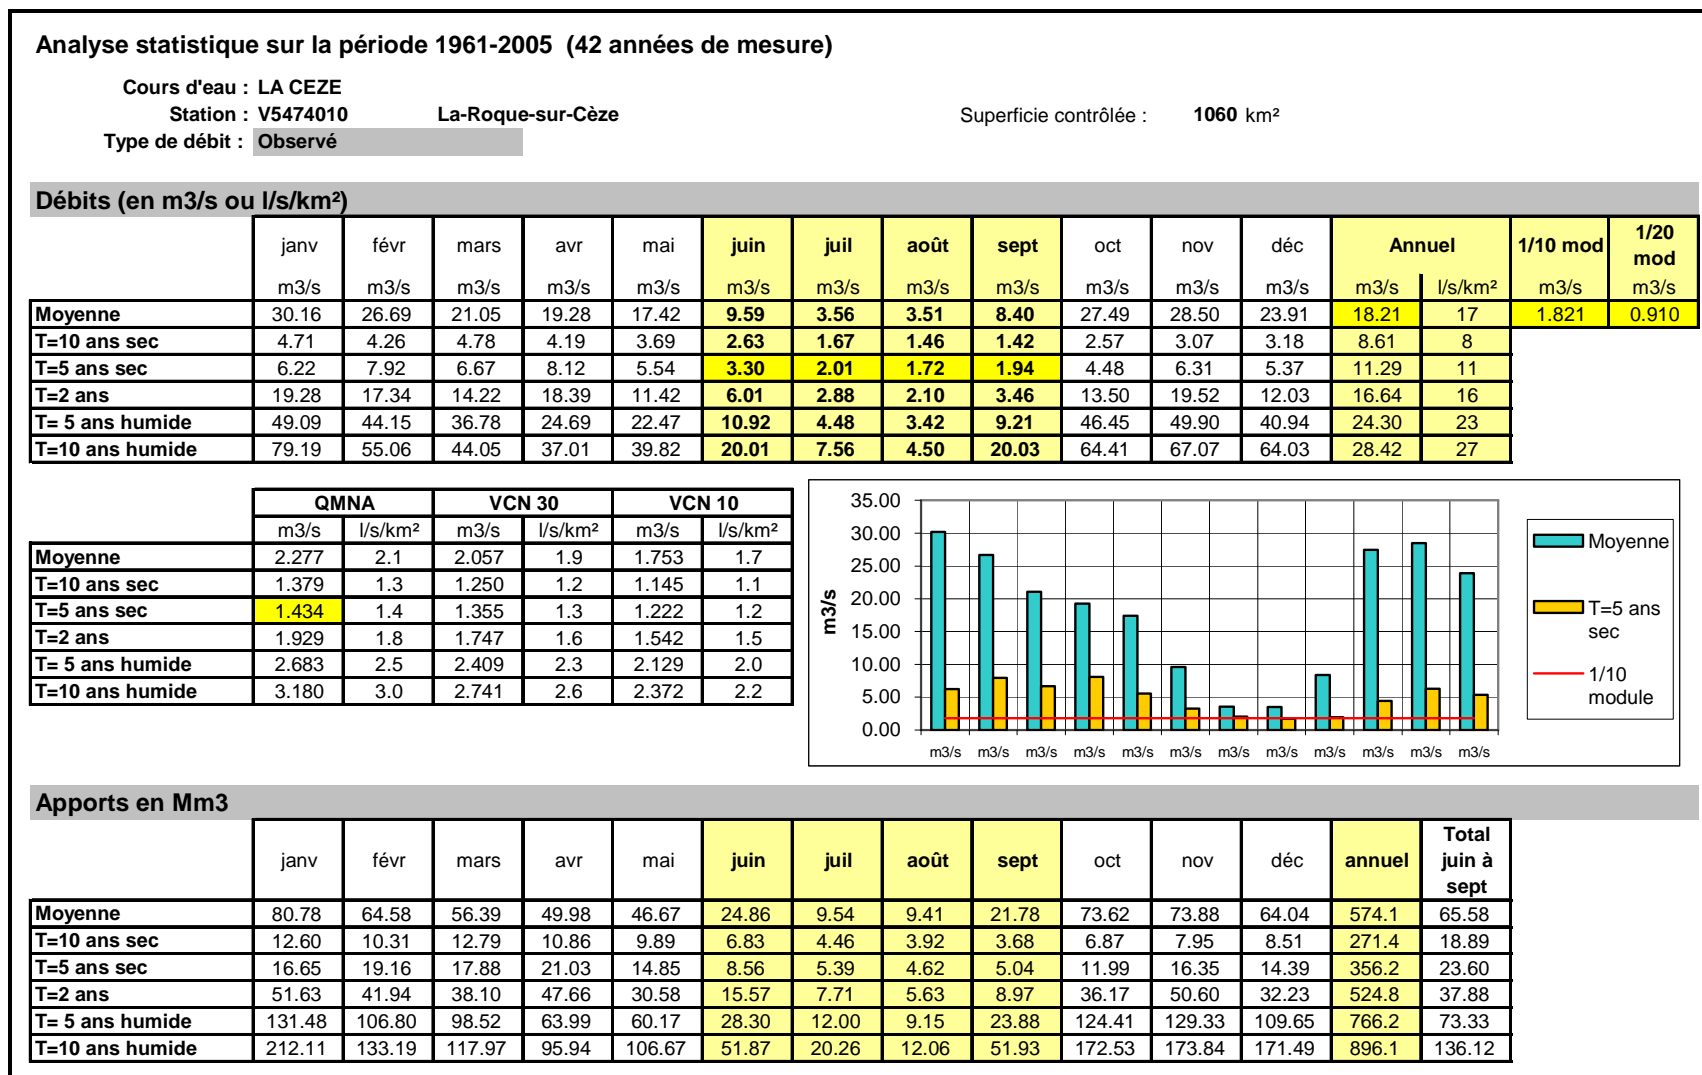 Analyse statistique sur la période 1961-2005 (42 années de mesure)
Cours d'eau : LA CEZE
Station : V5474010 La-Roque-sur-Cèze Superficie contrôlée : 1060 km²
Type de débit : Observé
Débits (en m3/s ou l/s/km²)
janv févr mars avr mai juin juil août sept oct nov déc Annuel 1/10 mod 1/20 mod
m3/s m3/s m3/s m3/s m3/s m3/s m3/s m3/s m3/s m3/s m3/s m3/s m3/s l/s/km² m3/s m3/s
Moyenne 30.16 26.69 21.05 19.28 17.42 9.59 3.56 3.51 8.40 27.49 28.50 23.91 18.21 17 1.821 0.910
T=10 ans sec 4.71 4.26 4.78 4.19 3.69 2.63 1.67 1.46 1.42 2.57 3.07 3.18 8.61 8
T=5 ans sec 6.22 7.92 6.67 8.12 5.54 3.30 2.01 1.72 1.94 4.48 6.31 5.37 11.29 11
T=2 ans 19.28 17.34 14.22 18.39 11.42 6.01 2.88 2.10 3.46 13.50 19.52 12.03 16.64 16
T= 5 ans humide 49.09 44.15 36.78 24.69 22.47 10.92 4.48 3.42 9.21 46.45 49.90 40.94 24.30 23
T=10 ans humide 79.19 55.06 44.05 37.01 39.82 20.01 7.56 4.50 20.03 64.41 67.07 64.03 28.42 27
QMNA VCN 30 VCN 10
m3/s l/s/km² m3/s l/s/km² m3/s l/s/km²
Moyenne 2.277 2.1 2.057 1.9 1.753 1.7
T=10 ans sec 1.379 1.3 1.250 1.2 1.145 1.1
T=5 ans sec 1.434 1.4 1.355 1.3 1.222 1.2
T=2 ans 1.929 1.8 1.747 1.6 1.542 1.5
T= 5 ans humide 2.683 2.5 2.409 2.3 2.129 2.0
T=10 ans humide 3.180 3.0 2.741 2.6 2.372 2.2
m3/s
35.00
30.00
25.00
20.00
15.00
10.00
5.00
0.00
m3/s m3/s m3/s m3/s m3/s m3/s m3/s m3/s m3/s m3/s m3/s m3/s
Moyenne
T=5 ans
sec
1/10
module
Apports en Mm3
janv févr mars avr mai juin juil août sept oct nov déc annuel Total juin à sept
Moyenne 80.78 64.58 56.39 49.98 46.67 24.86 9.54 9.41 21.78 73.62 73.88 64.04 574.1 65.58
T=10 ans sec 12.60 10.31 12.79 10.86 9.89 6.83 4.46 3.92 3.68 6.87 7.95 8.51 271.4 18.89
T=5 ans sec 16.65 19.16 17.88 21.03 14.85 8.56 5.39 4.62 5.04 11.99 16.35 14.39 356.2 23.60
T=2 ans 51.63 41.94 38.10 47.66 30.58 15.57 7.71 5.63 8.97 36.17 50.60 32.23 524.8 37.88
T= 5 ans humide 131.48 106.80 98.52 63.99 60.17 28.30 12.00 9.15 23.88 124.41 129.33 109.65 766.2 73.33
T=10 ans humide 212.11 133.19 117.97 95.94 106.67 51.87 20.26 12.06 51.93 172.53 173.84 171.49 896.1 136.12